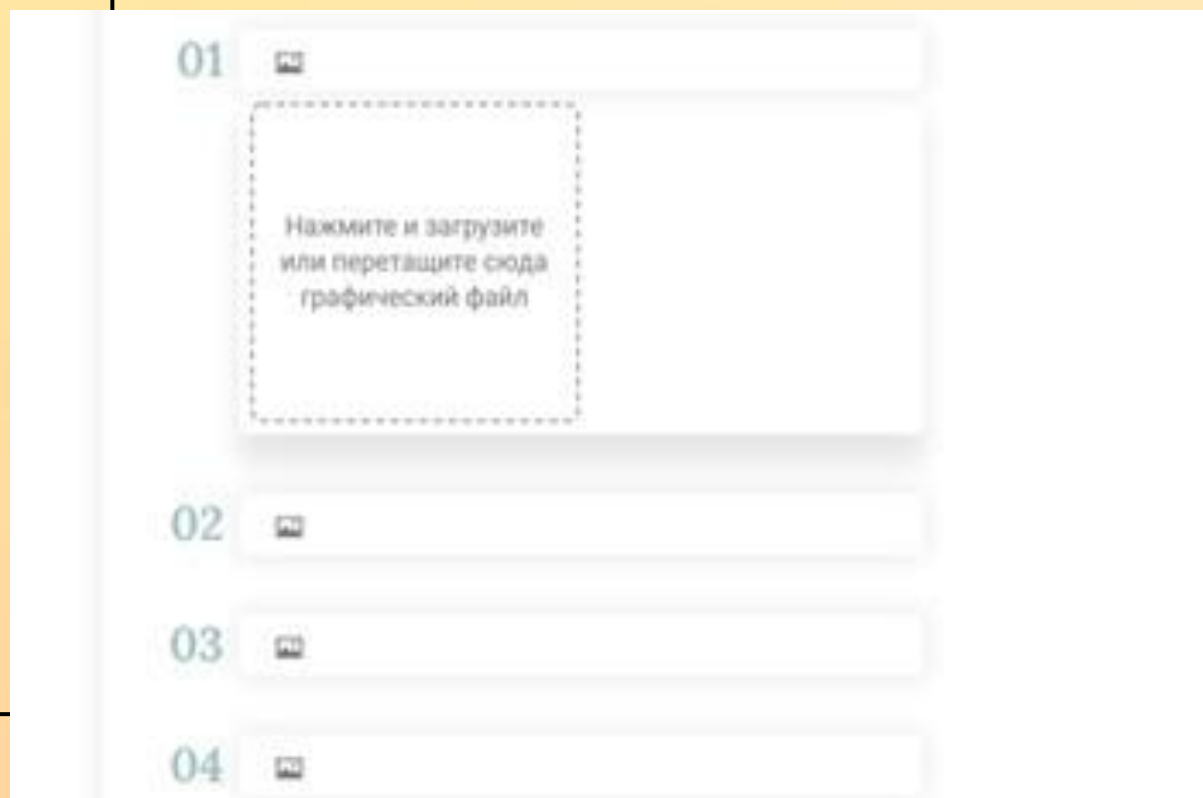 01
Нажмите и загрузите
или перетащите сюда
графический файл
02
03
04